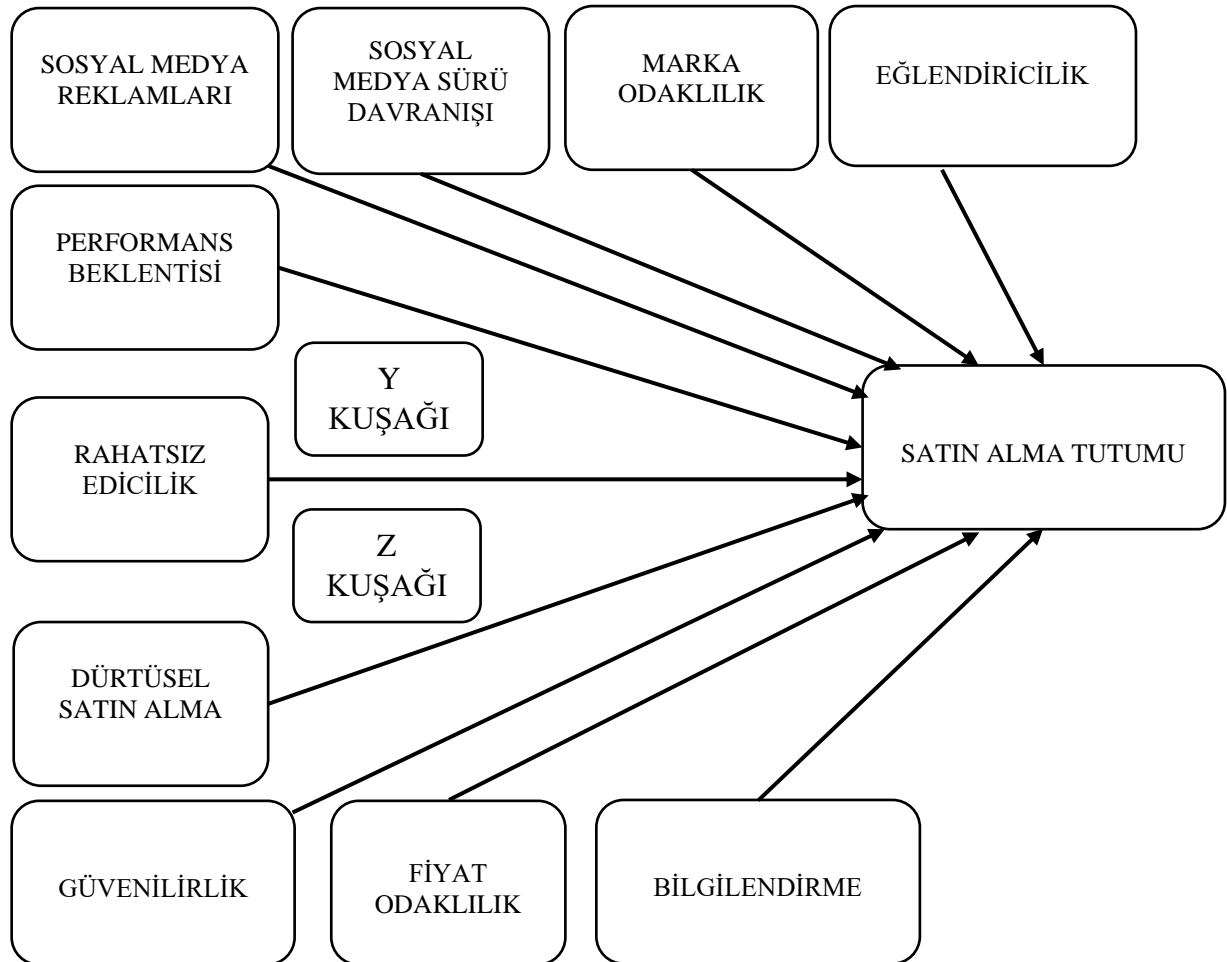 SOSYAL MEDYA
REKLAMLARI
SOSYAL
MEDYA SÜRÜ
DAVRANIŞI
MARKA
ODAKLILIK
EĞLENDİRİCİLİK
PERFORMANS
BEKLENTİSİ
Y
KUŞAĞI
RAHATSIZ
EDİCİLİK
SATIN ALMA TUTUMU
Z
KUŞAĞI
DÜRTÜSEL
SATIN ALMA
GÜVENİLİRLİK
FİYAT
ODAKLILIK
BİLGİLENDİRME